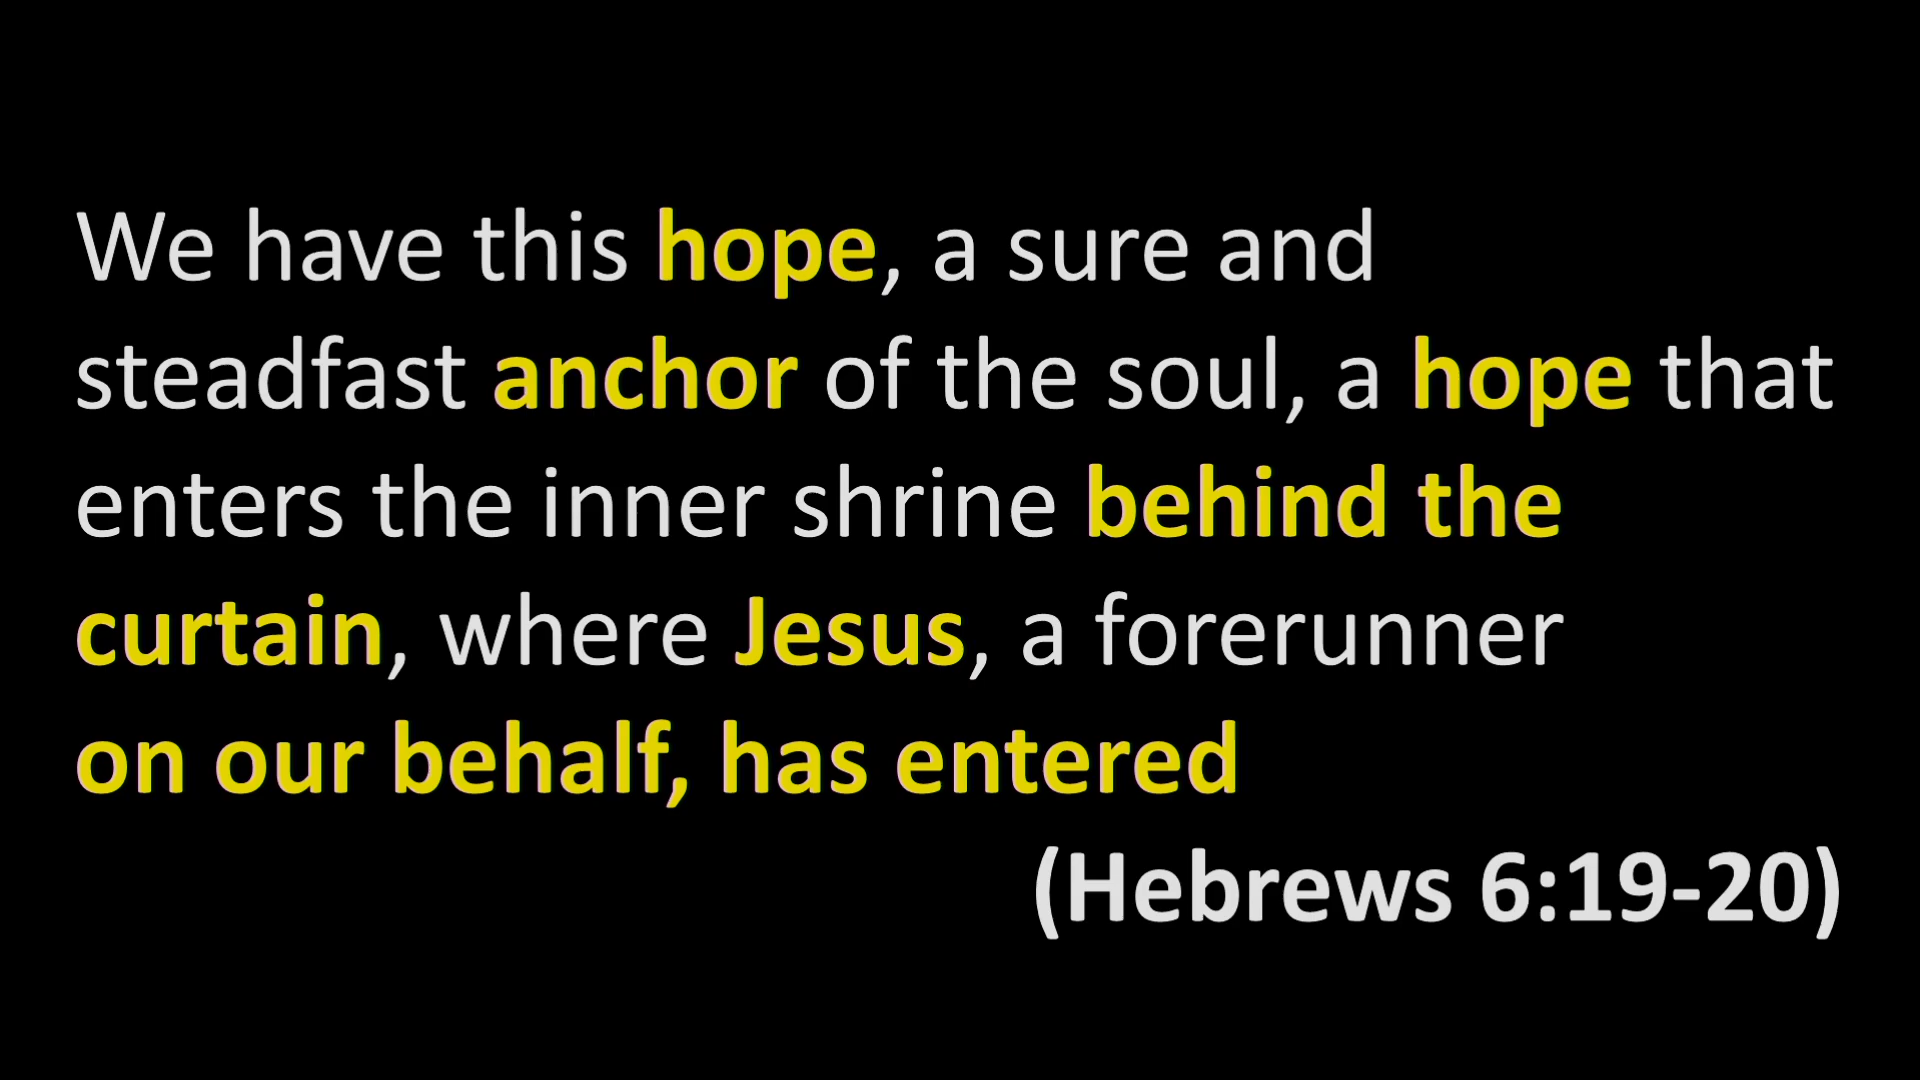 We have this hope, a sure and
steadfast anchor of the soul, a hope that
enters the inner shrine behind the
curtain, where Jesus, a forerunner
on our behalf, has entered
(Hebrews 6:19-20)